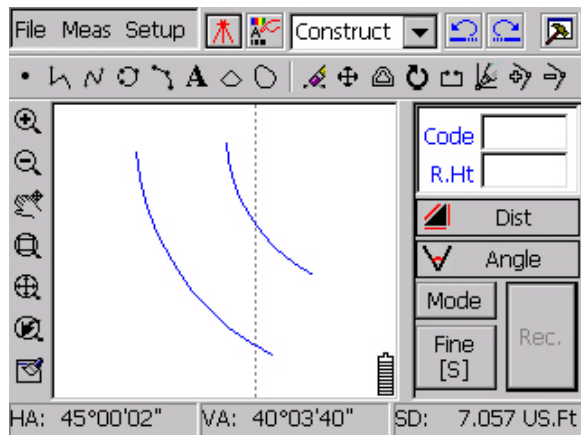 File Meas Setup Construct
A
Code
R.Ht
Dist
Angle
Mode
Fine
[S]
Rec.
HA: 45°00'02" VA: 40°03'40" SD: 7.057 US.Ft